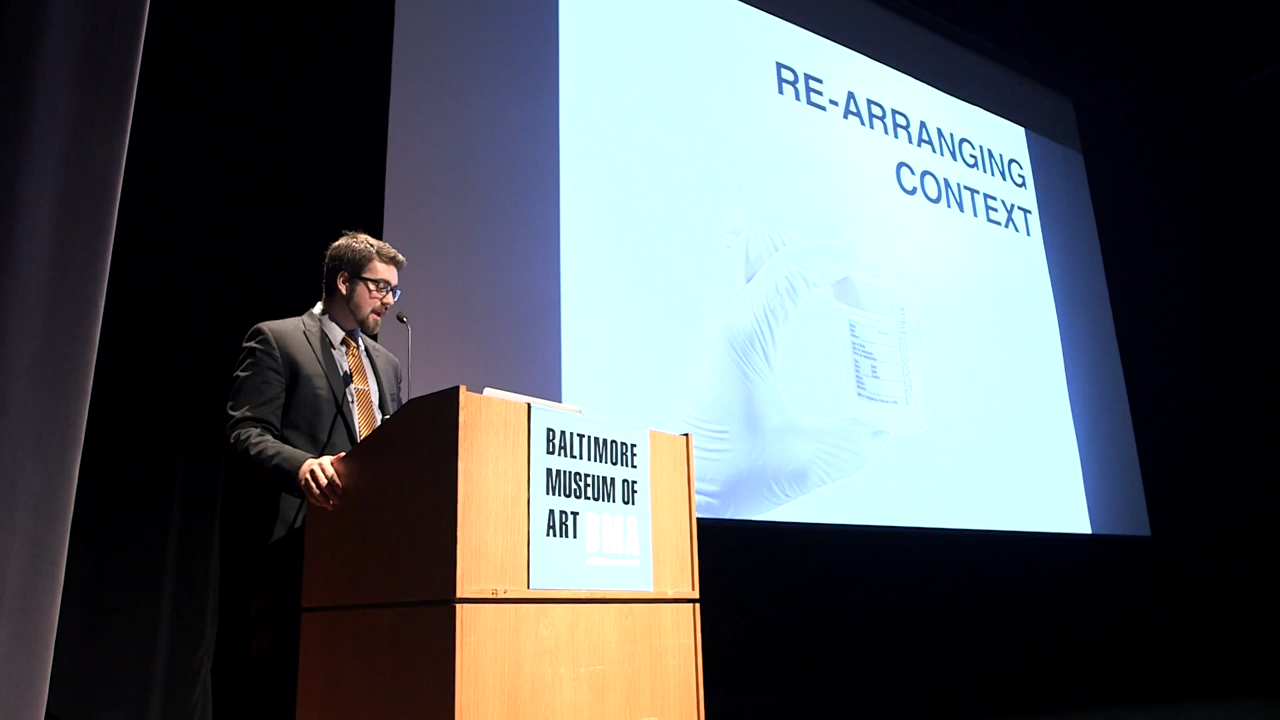 RE-ARRANGING
CONTEXT
BALTIMORE
MUSEUM OF
ART BMA